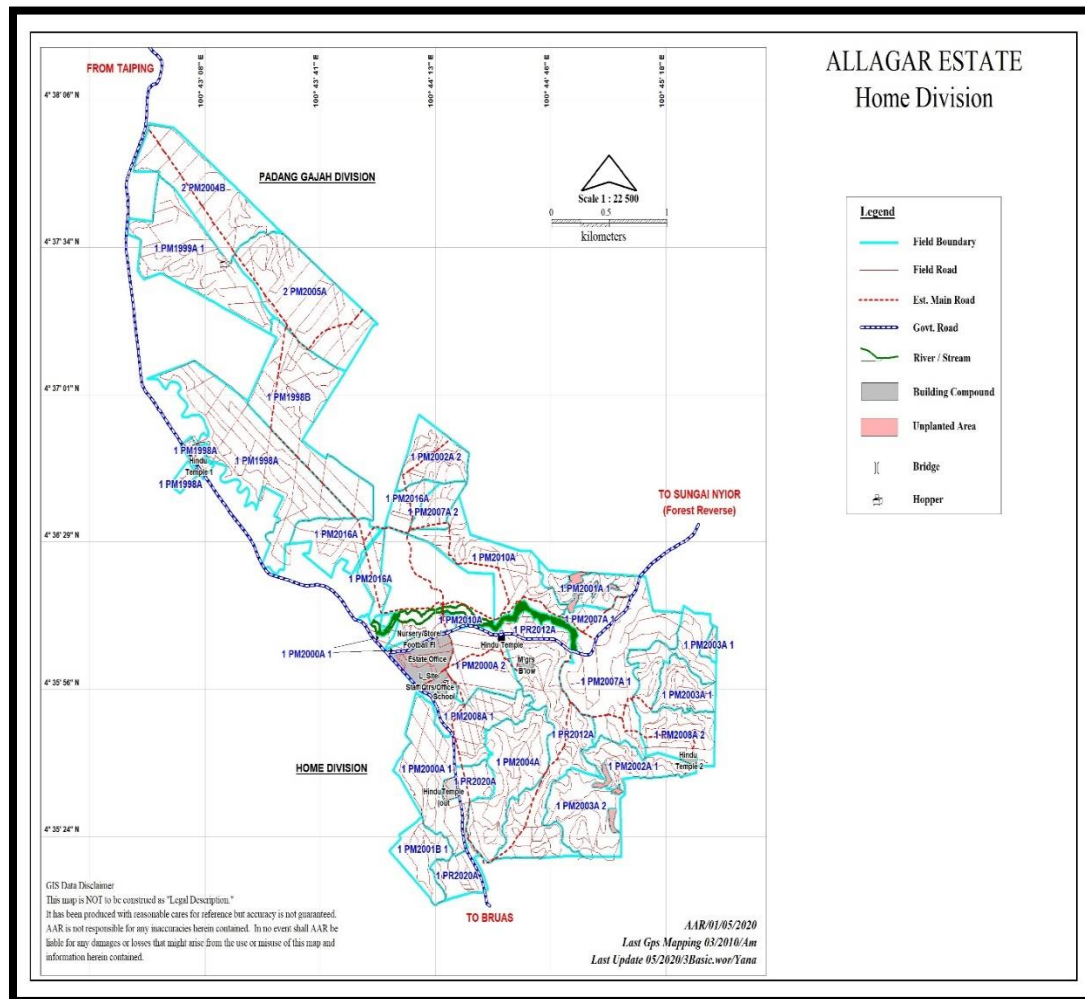 ALLAGAR ESTATE
Home Division
FROM TAIPING
100° 43' 08" E
100° 43' 41" E
100° 44' 13" E
100° 44' 46" E
100° 45' 18" E
4° 38' 06" N
4° 37' 34" N
4° 37' 01" N
4° 36' 29" N
4° 35' 56" N
4° 35' 24" N
PADANG GAJAH DIVISION
Scale 1 : 22 500
0 0.5 1
kilometers
2 PM2004B
1 PM1999A 1
2 PM2005A
1 PM1998B
1 PM1998A
Hindu
Temple 1
1 PM1998A
1 PM1998A
1 PM2002A 2
1 PM2016A
1 PM2007A 2
TO SUNGAI NYIOR
(Forest Reverse)
1 PM2016A
1 PM2010A
1 PM2016A
1 PM2001A 1
1 PM2010A
1 PM2007A 1
1 PR2012A
Nursery/Store
Football Fl
Hindu Temple
1 PM2003A 1
1 PM2000A 1
Estate Office
1 PM2000A 2
M'grs
B'low
L_Site
Staff Qtrs/Office
School
1 PM2007A 1
1 PM2003A 1
1 PM2008A 1
1 PR2012A
1 PM2008A 2
Hindu
Temple 2
HOME DIVISION
1 PM2000A 1
1 PM2004A
1 PM2002A 1
1 PR2020A
Hindu Temple
(out
1 PM2003A 2
1 PM2001B 1
1 PR2020A
TO BRUAS
Legend
Field Boundary
Field Road
Est. Main Road
Govt. Road
River / Stream
Building Compound
Unplanted Area
Bridge
Hopper
GIS Data Disclaimer
This map is NOT to be construed as "Legal Description."
It has been produced with reasonable cares for reference but accuracy is not guaranteed.
AAR is not responsible for any inaccuracies herein contained. In no event shall AAR be
liable for any damages or losses that might arise from the use or misuse of this map and
information herein contained.
AAR/01/05/2020
Last Gps Mapping 03/2010/Am
Last Update 05/2020/3Basic.wor/Yana